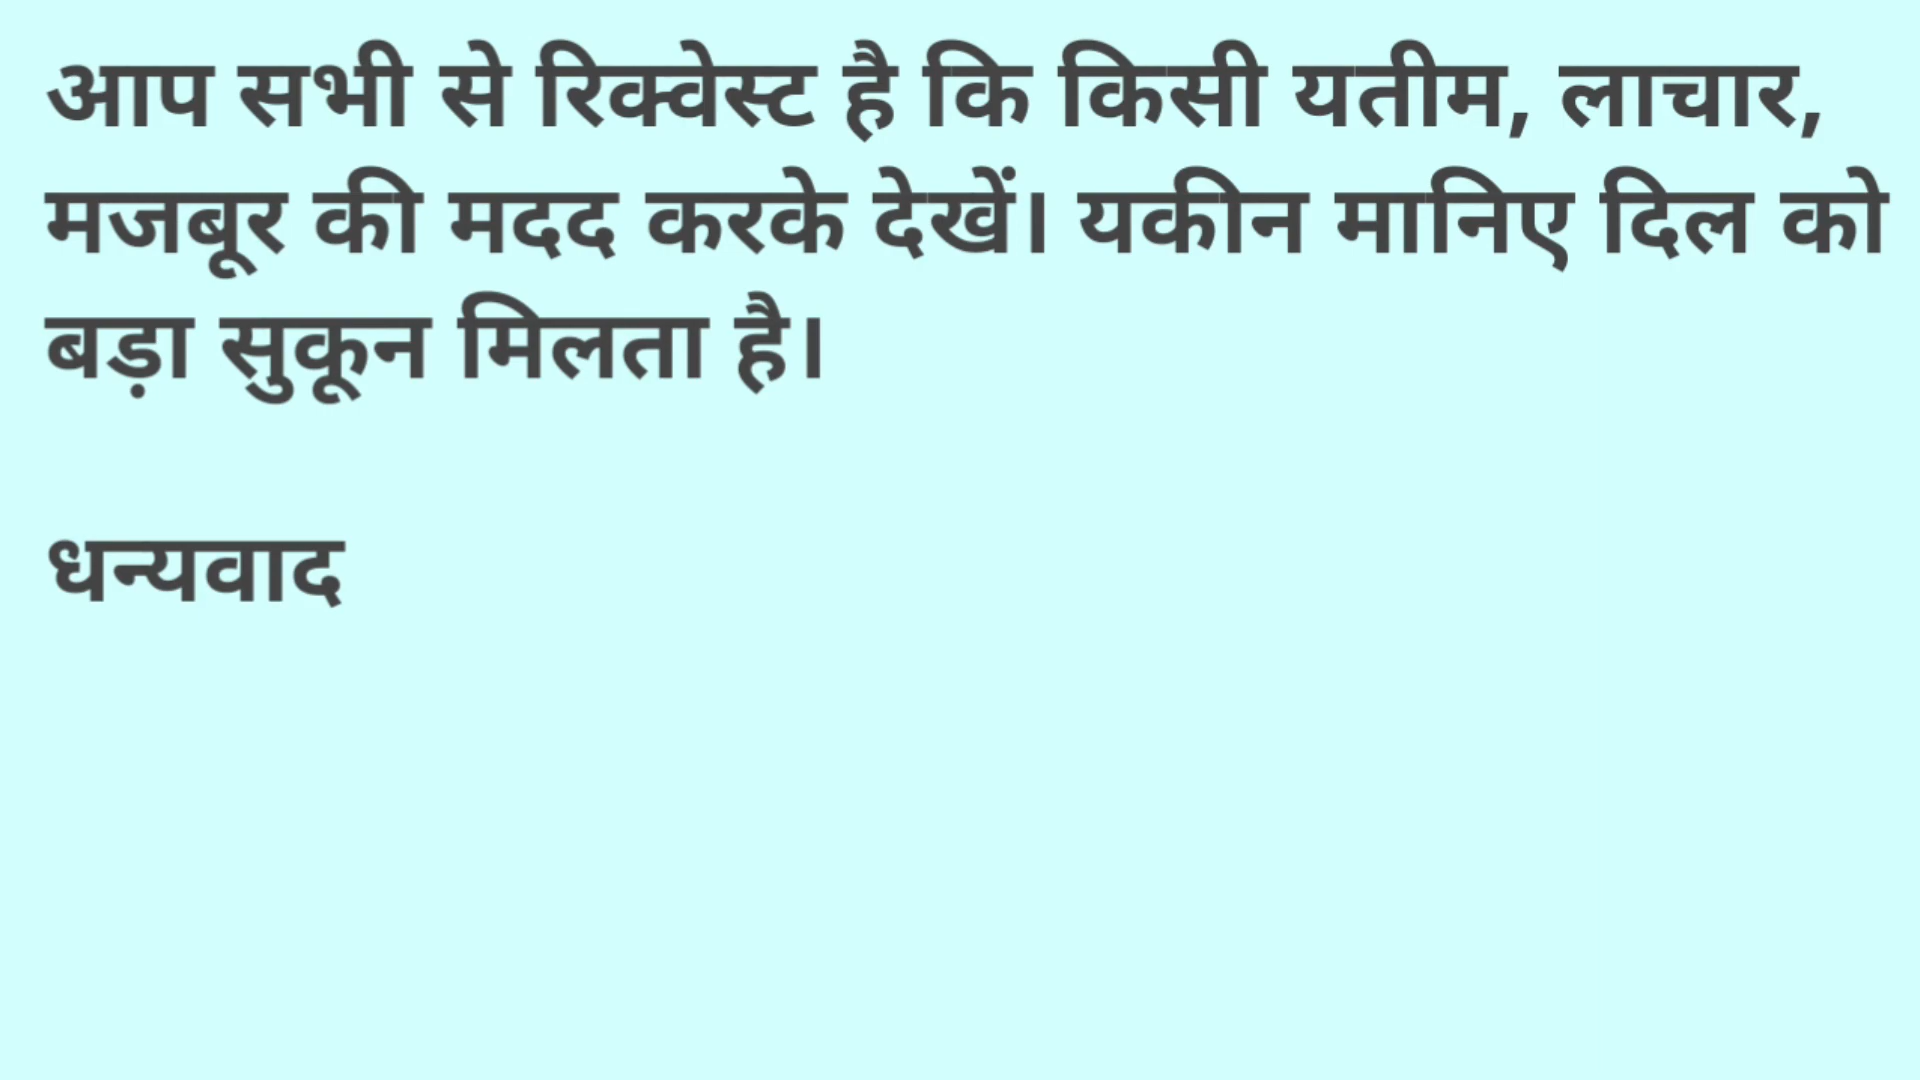 आप सभी से रिक्वेस्ट है कि किसी यतीम, लाचार,
मजबूर की मदद करके देखें। यकीन मानिए दिल को
बड़ा सुकून मिलता है।
धन्यवाद